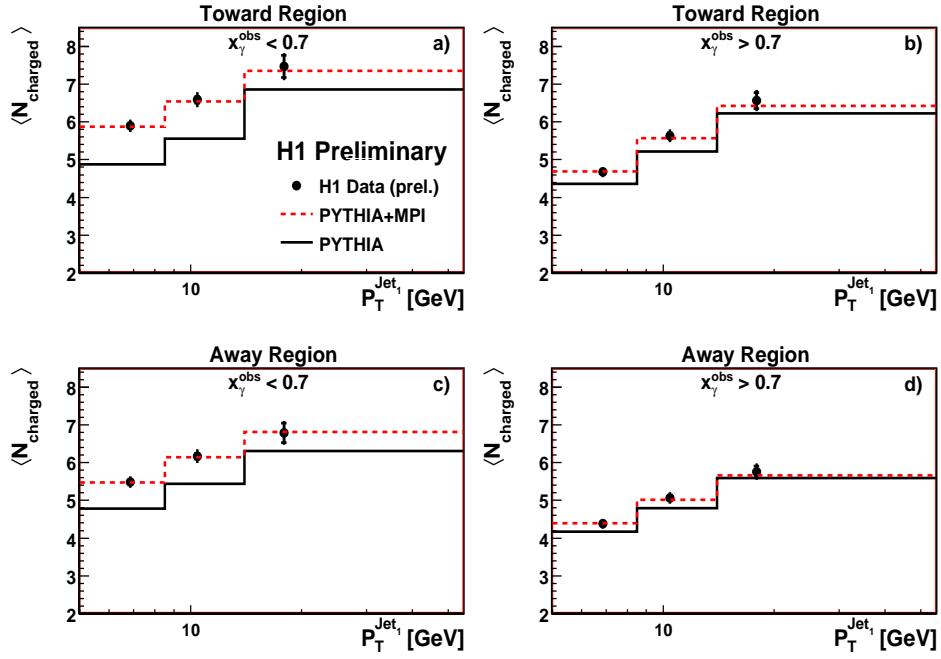 Toward Region
⟨N_charged⟩
x_γ^obs < 0.7
a)
8
7
6
5
4
3
2
H1 Preliminary
H1 Data (prel.)
PYTHIA+MPI
PYTHIA
10
P_T^Jet_1 [GeV]
Toward Region
⟨N_charged⟩
x_γ^obs > 0.7
b)
8
7
6
5
4
3
2
10
P_T^Jet_1 [GeV]
Away Region
⟨N_charged⟩
x_γ^obs < 0.7
c)
8
7
6
5
4
3
2
10
P_T^Jet_1 [GeV]
Away Region
⟨N_charged⟩
x_γ^obs > 0.7
d)
8
7
6
5
4
3
2
10
P_T^Jet_1 [GeV]